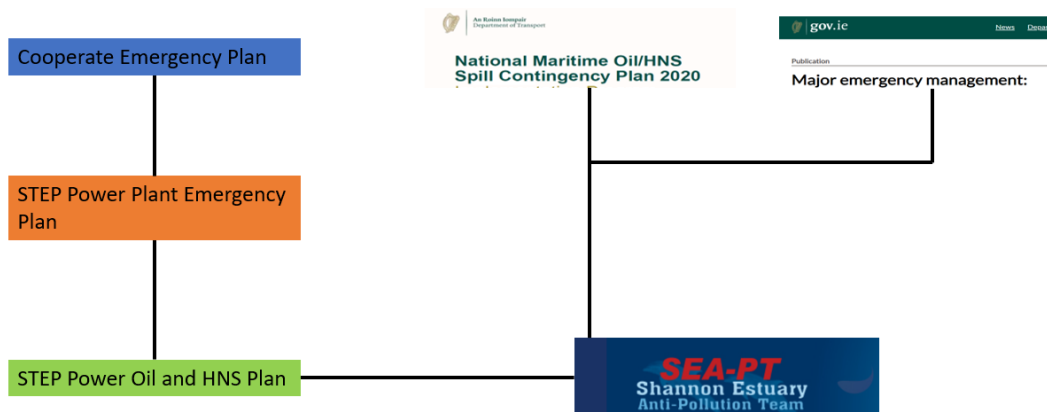 Cooperate Emergency Plan
An Roinn Iompair
Department of Transport
National Maritime Oil/HNS
Spill Contingency Plan 2020
gov.ie
News
Publication
Major emergency management:
STEP Power Plant Emergency
Plan
STEP Power Oil and HNS Plan
SEA-PT
Shannon Estuary
Anti-Pollution Team